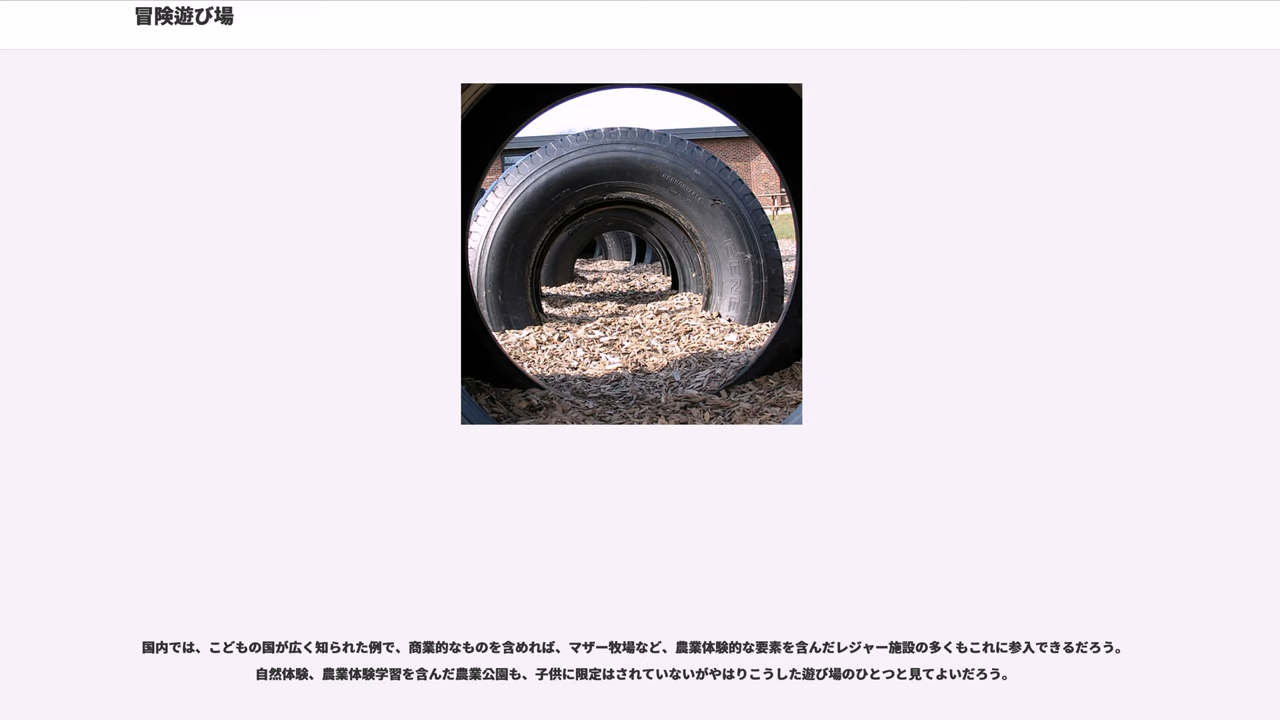 冒険遊び場
国内では、こどもの国が広く知られた例で、商業的なものを含めれば、マザー牧場など、農業体験的な要素を含んだレジャー施設の多くもこれに参入できるだろう。
自然体験、農業体験学習を含んだ農業公園も、子供に限定はされていないがやはりこうした遊び場のひとつと見てよいだろう。